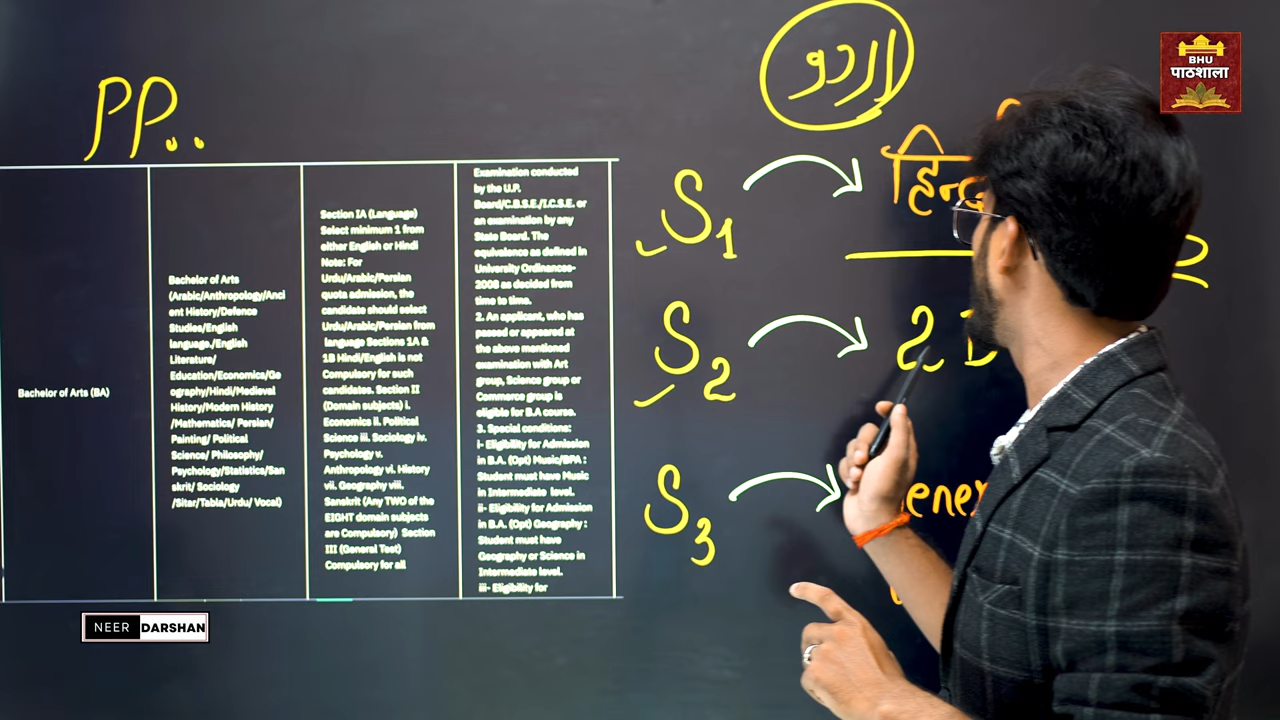 BHU
पाठशाला
PP..
Bachelor of Arts (BA)
Bachelor of Arts
(Arabic/Anthropology/Anci
ent History/Defence
Studies/English
language./English
Literature/
Education/Economics/Ge
ography/Hindi/Medieval
History/Modern History
/Mathematics/ Persian/
Painting/ Political
Science/ Philosophy/
Psychology/Statistics/San
skrit/ Sociology
/Sitar/Tabla/Urdu/ Vocal)
Section IA (Language)
Select minimum 1 from
either English or Hindi
Note: For
Urdu/Arabic/Persian
quota admission, the
candidate should select
Urdu/Arabic/Persian from
language Sections 1A &
1B Hindi/English is not
Compulsory for such
candidates. Section II
(Domain subjects) i.
Economics ii. Political
Science iii. Sociology iv.
Psychology v.
Anthropology vi. History
vii. Geography viii.
Sanskrit (Any TWO of the
EIGHT domain subjects
are Compulsory) Section
III (General Test)
Compulsory for all
Examination conducted
by the U.P.
Board/C.B.S.E./I.C.S.E. or
an examination by any
State Board. The
equivalence as defined in
University Ordinances-
2008 as decided from
time to time.
2. An applicant, who has
passed or appeared at
the above mentioned
examination with Art
group, Science group or
Commerce group is
eligible for B.A course.
3. Special conditions:
i- Eligibility for Admission
in B.A. (Opt) Music/BPA :
Student must have Music
in Intermediate level.
ii- Eligibility for Admission
in B.A. (Opt) Geography :
Student must have
Geography or Science in
Intermediate level.
iii- Eligibility for
S1
S2 2 D
S3
NEER DARSHAN